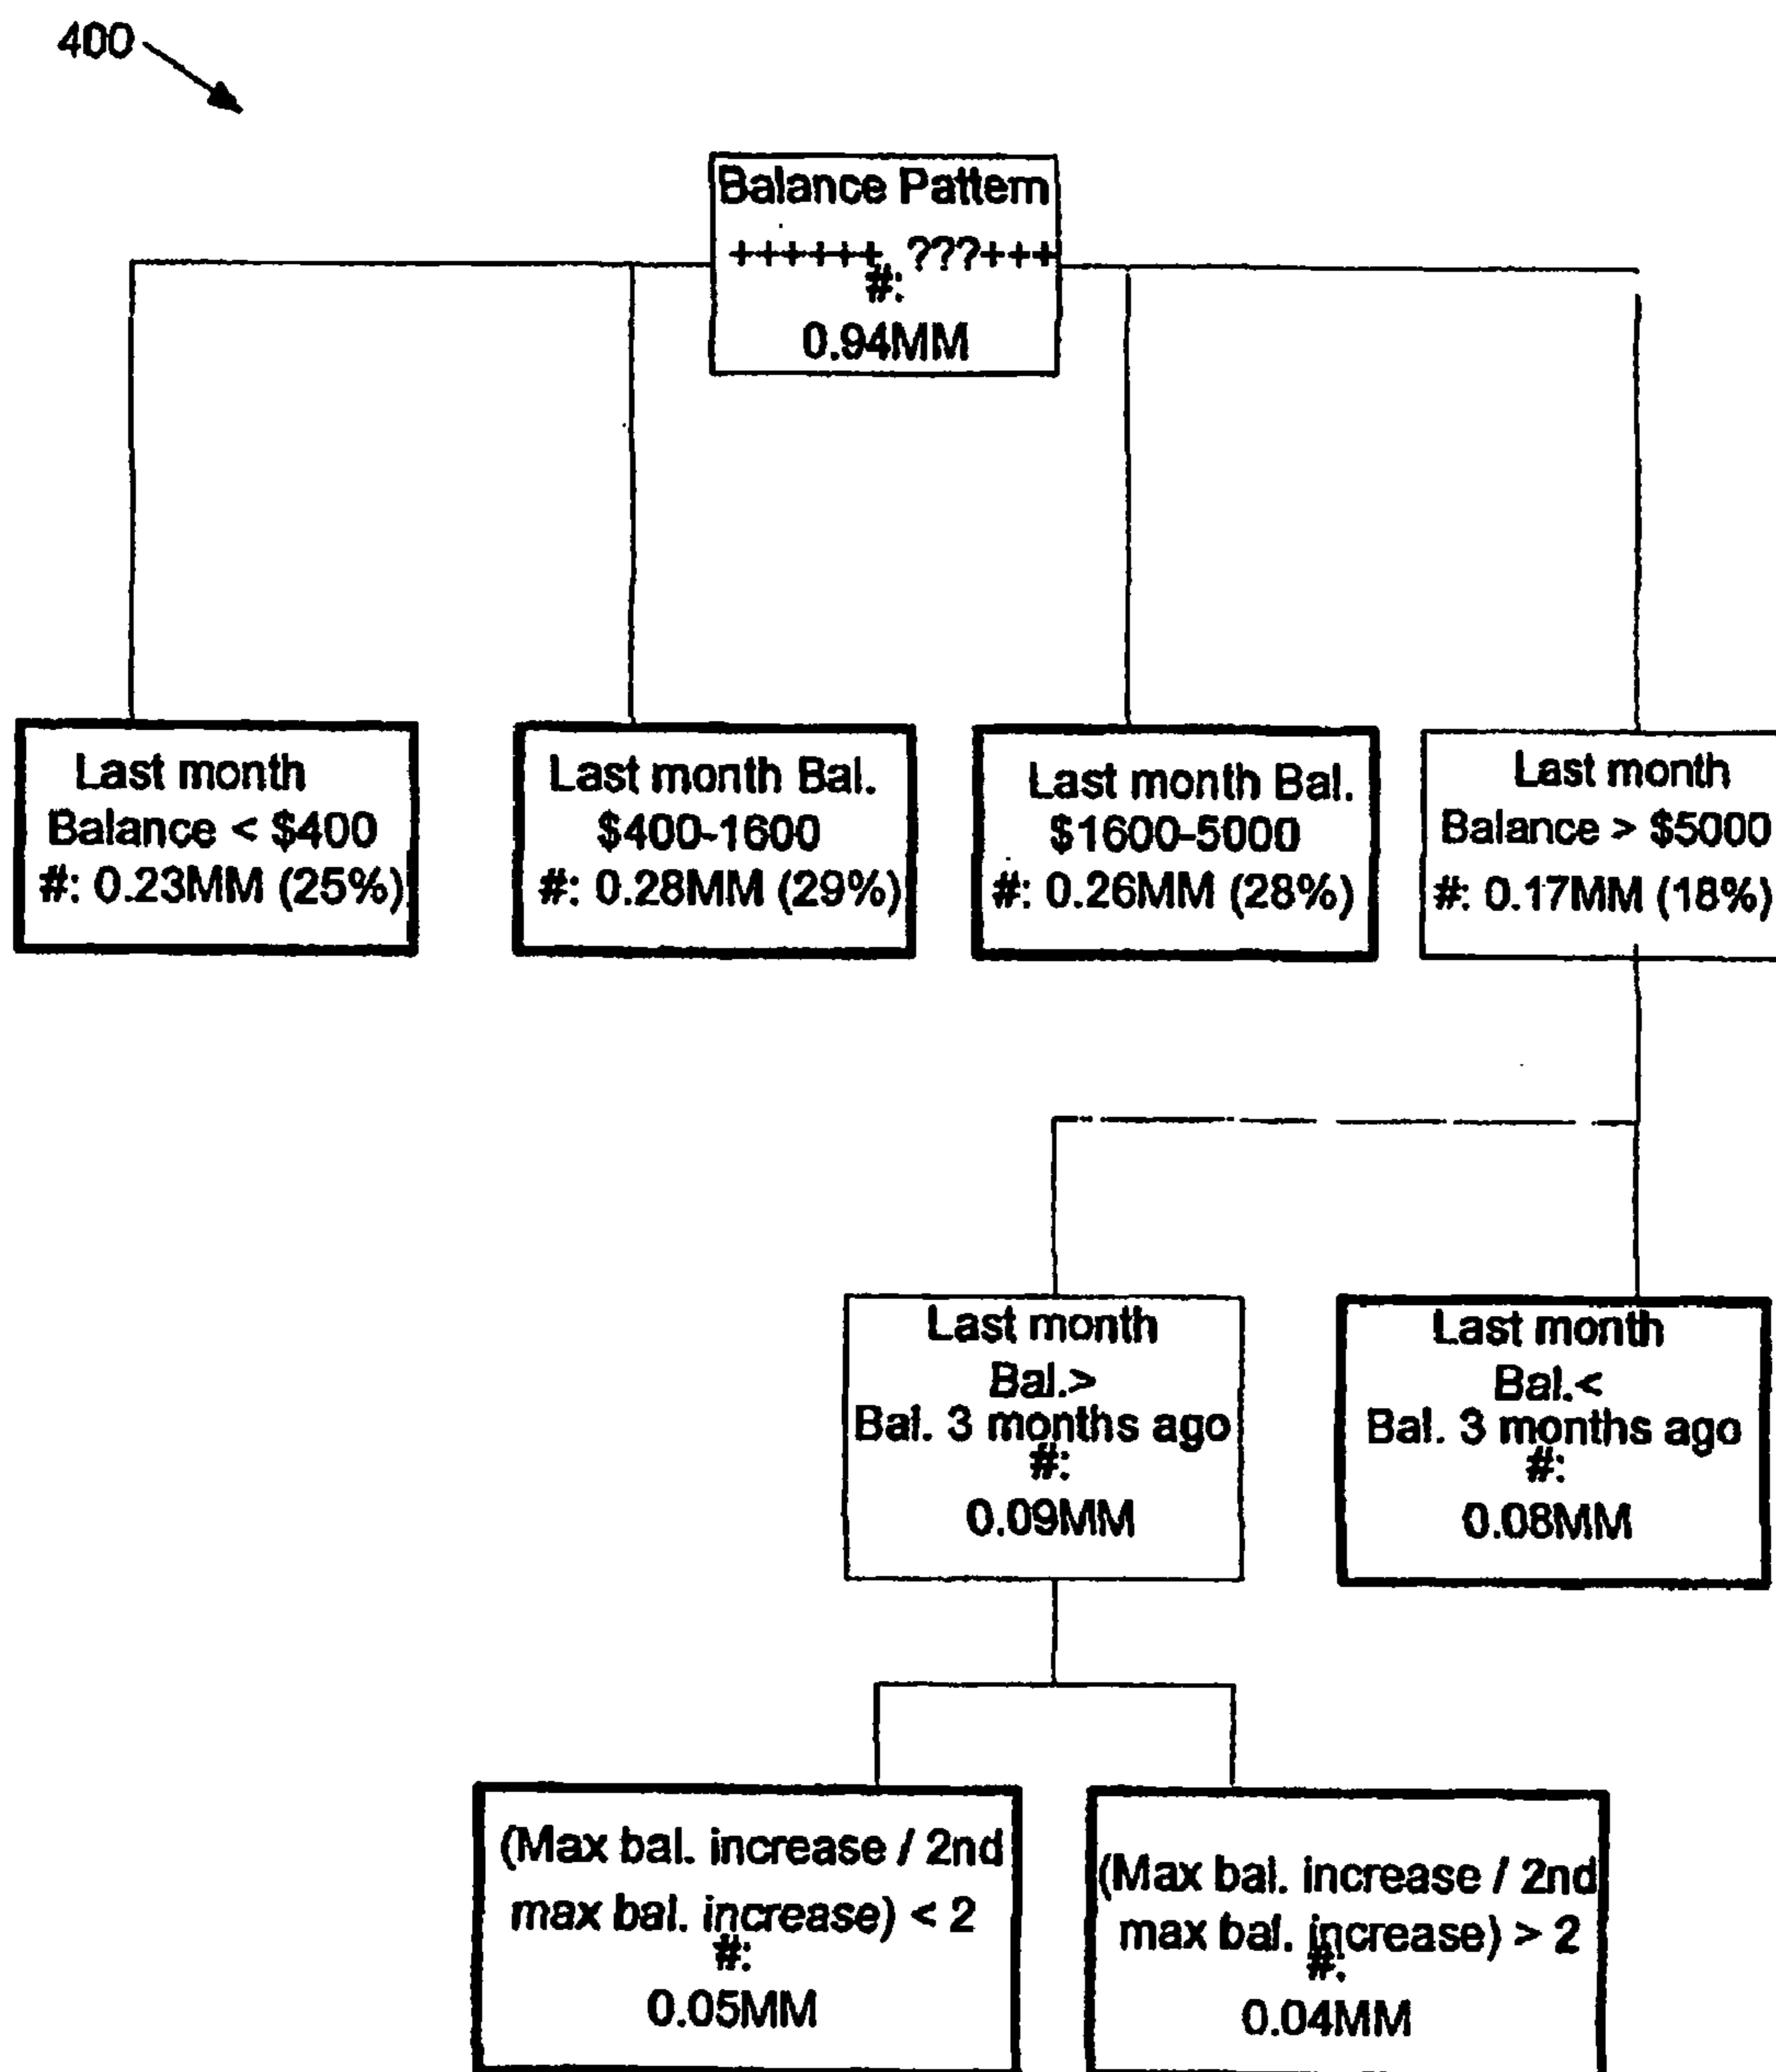 400
Balance Pattern
++++++, ???+++
#:
0.94MM
Last month
Balance < $400
#: 0.23MM (25%)
Last month Bal.
$400-1600
#: 0.28MM (29%)
Last month Bal.
$1600-5000
#: 0.26MM (28%)
Last month
Balance > $5000
#: 0.17MM (18%)
Last month
Bal.>
Bal. 3 months ago
#:
0.09MM
Last month
Bal.<
Bal. 3 months ago
#:
0.08MM
(Max bal. increase / 2nd
max bal. increase) < 2
#:
0.05MM
(Max bal. increase / 2nd
max bal. increase) > 2
#:
0.04MM